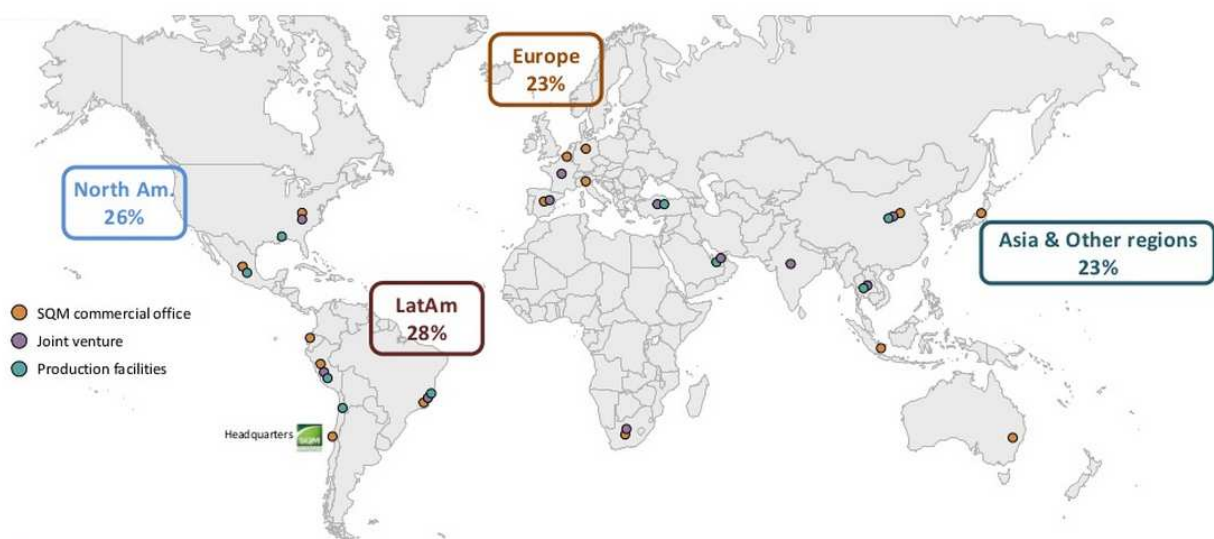 Europe
23%
North Am.
26%
Asia & Other regions
23%
LatAm
28%
SQM commercial office
Joint venture
Production facilities
Headquarters
SQM